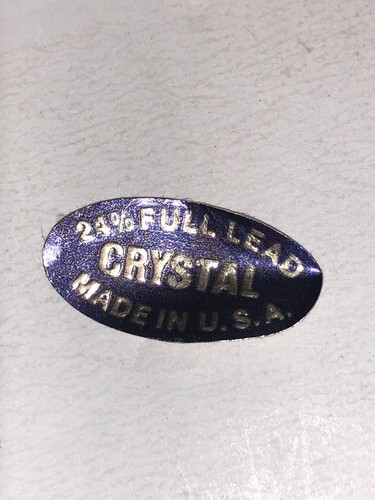 24% FULL LEAD
CRYSTAL
MADE IN U.S.A.